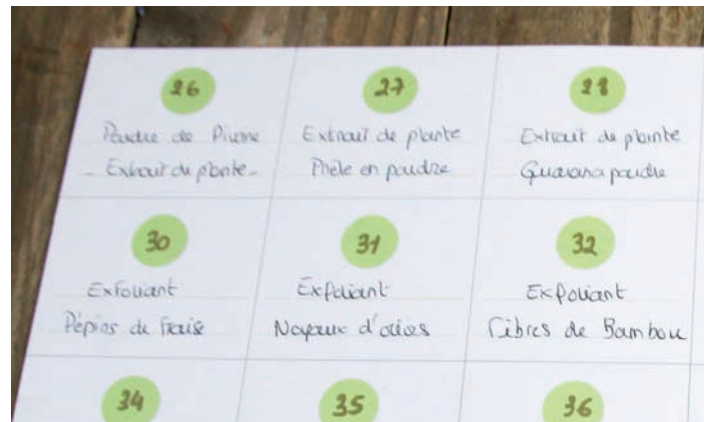 26 27 28
Poudre de Extrait de plante Extrait de plante
Extrait de plante Prêle en poudre Guarana poudre
30 31 32
Exfoliant Exfoliant Exfoliant
Pépins de fraise Noyaux d'olives Fibres de Bambou
34 35 36